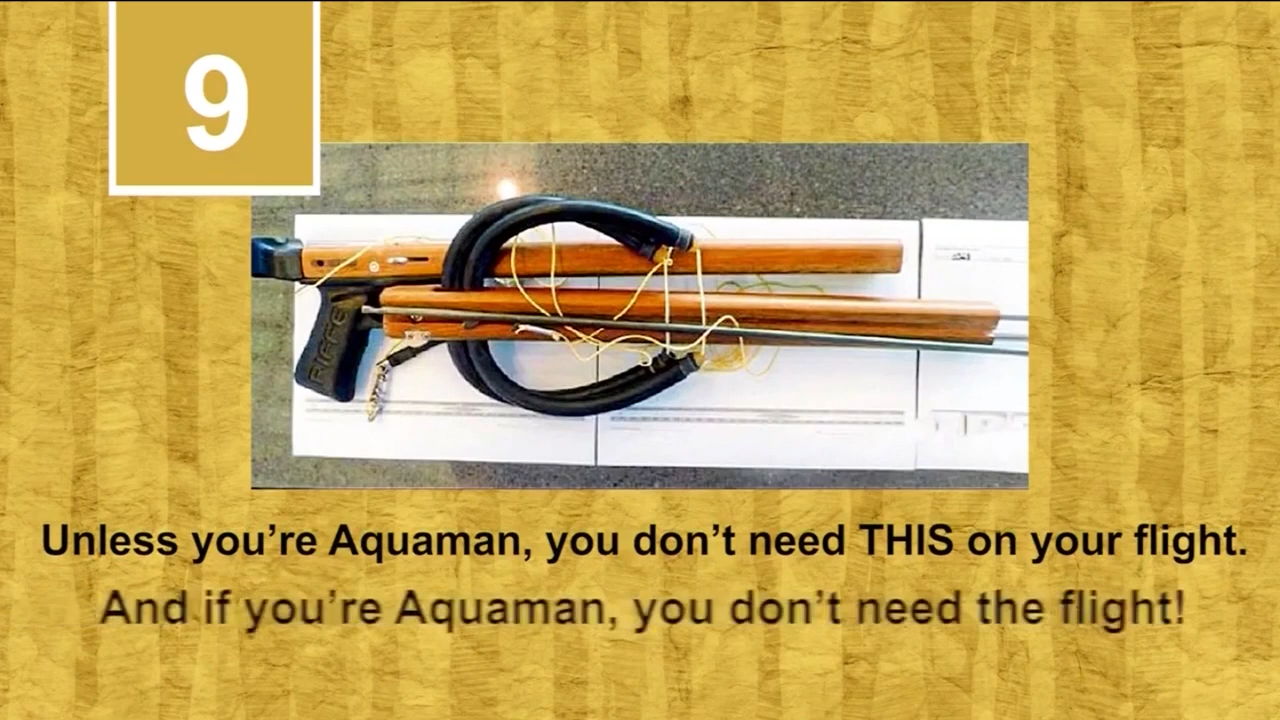 9
RIFFE
Unless you’re Aquaman, you don’t need THIS on your flight.
And if you’re Aquaman, you don’t need the flight!